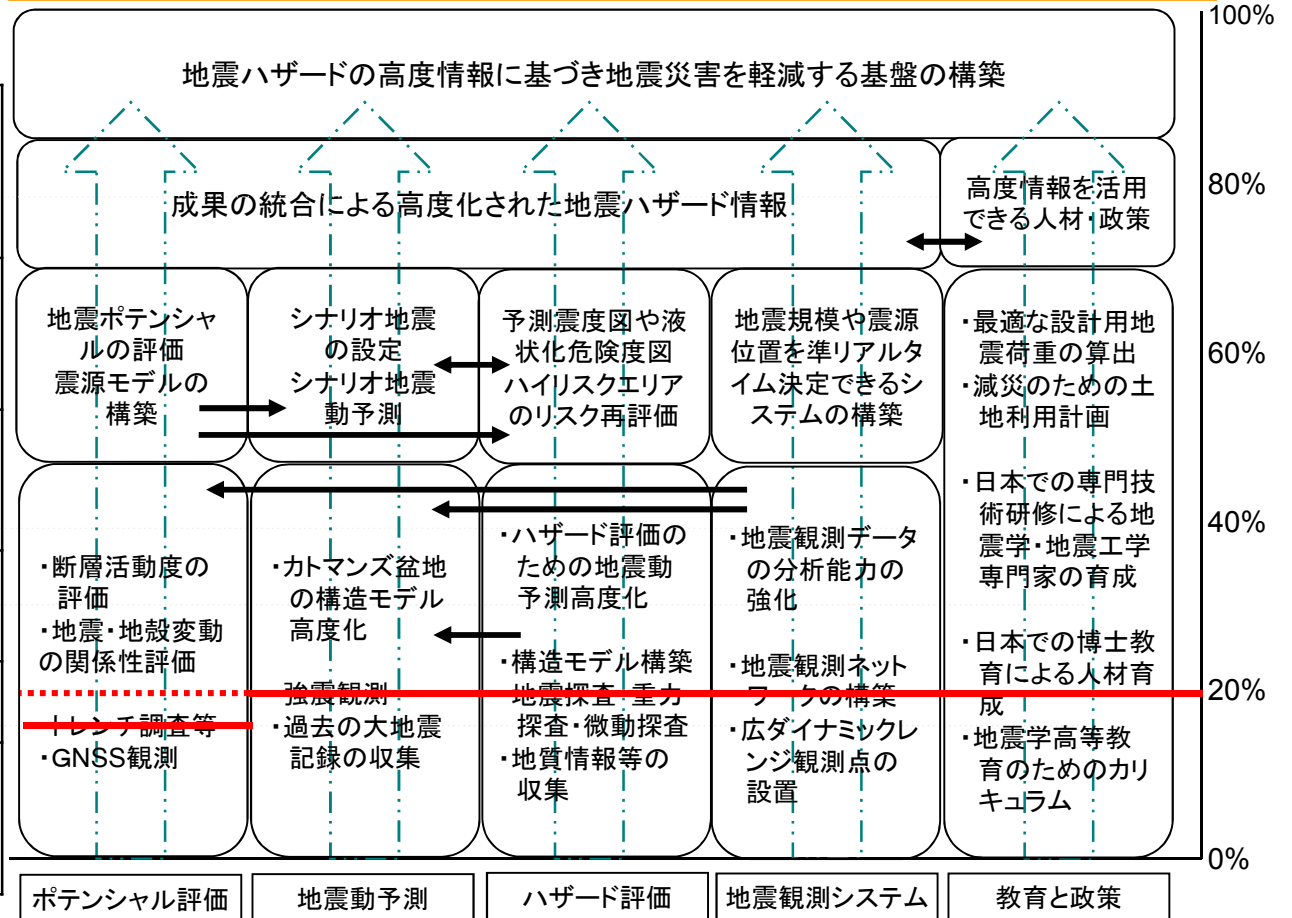 100%
地震ハザードの高度情報に基づき地震災害を軽減する基盤の構築
成果の統合による高度化された地震ハザード情報
高度情報を活用
できる人材・政策
80%
地震ポテンシャ
ルの評価
震源モデルの
構築
シナリオ地震
の設定
シナリオ地震
動予測
予測震度図や液
状化危険度図
ハイリスクエリア
のリスク再評価
地震規模や震源
位置を準リアルタ
イム決定できるシ
ステムの構築
・最適な設計用地
震荷重の算出
・減災のための土
地利用計画
・日本での専門技
術研修による地
震学・地震工学
専門家の育成
・日本での博士教
育による人材育
成
・地震学高等教
育のためのカリ
キュラム
60%
・断層活動度の
評価
・地震・地殻変動
の関係性評価
トレンチ調査等
・GNSS観測
・カトマンズ盆地
の構造モデル
高度化
強震観測
・過去の大地震
記録の収集
・ハザード評価の
ための地震動
予測高度化
・構造モデル構築
地震探査・重力
探査・微動探査
・地質情報等の
収集
・地震観測データ
の分析能力の
強化
・地震観測ネット
ワークの構築
・広ダイナミックレ
ンジ観測点の
設置
40%
20%
0%
ポテンシャル評価
地震動予測
ハザード評価
地震観測システム
教育と政策